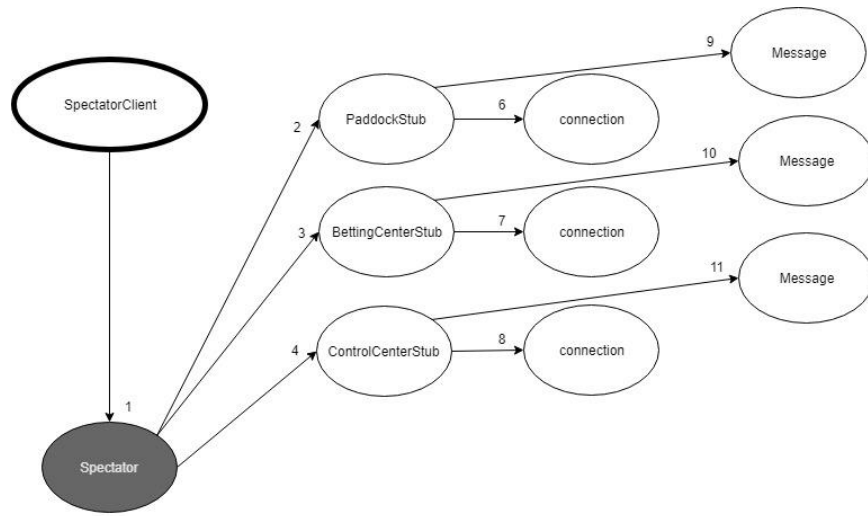 9
Message
SpectatorClient
2
PaddockStub
6
connection
10
Message
3
BettingCenterStub
7
connection
11
Message
4
ControlCenterStub
8
connection
1
Spectator